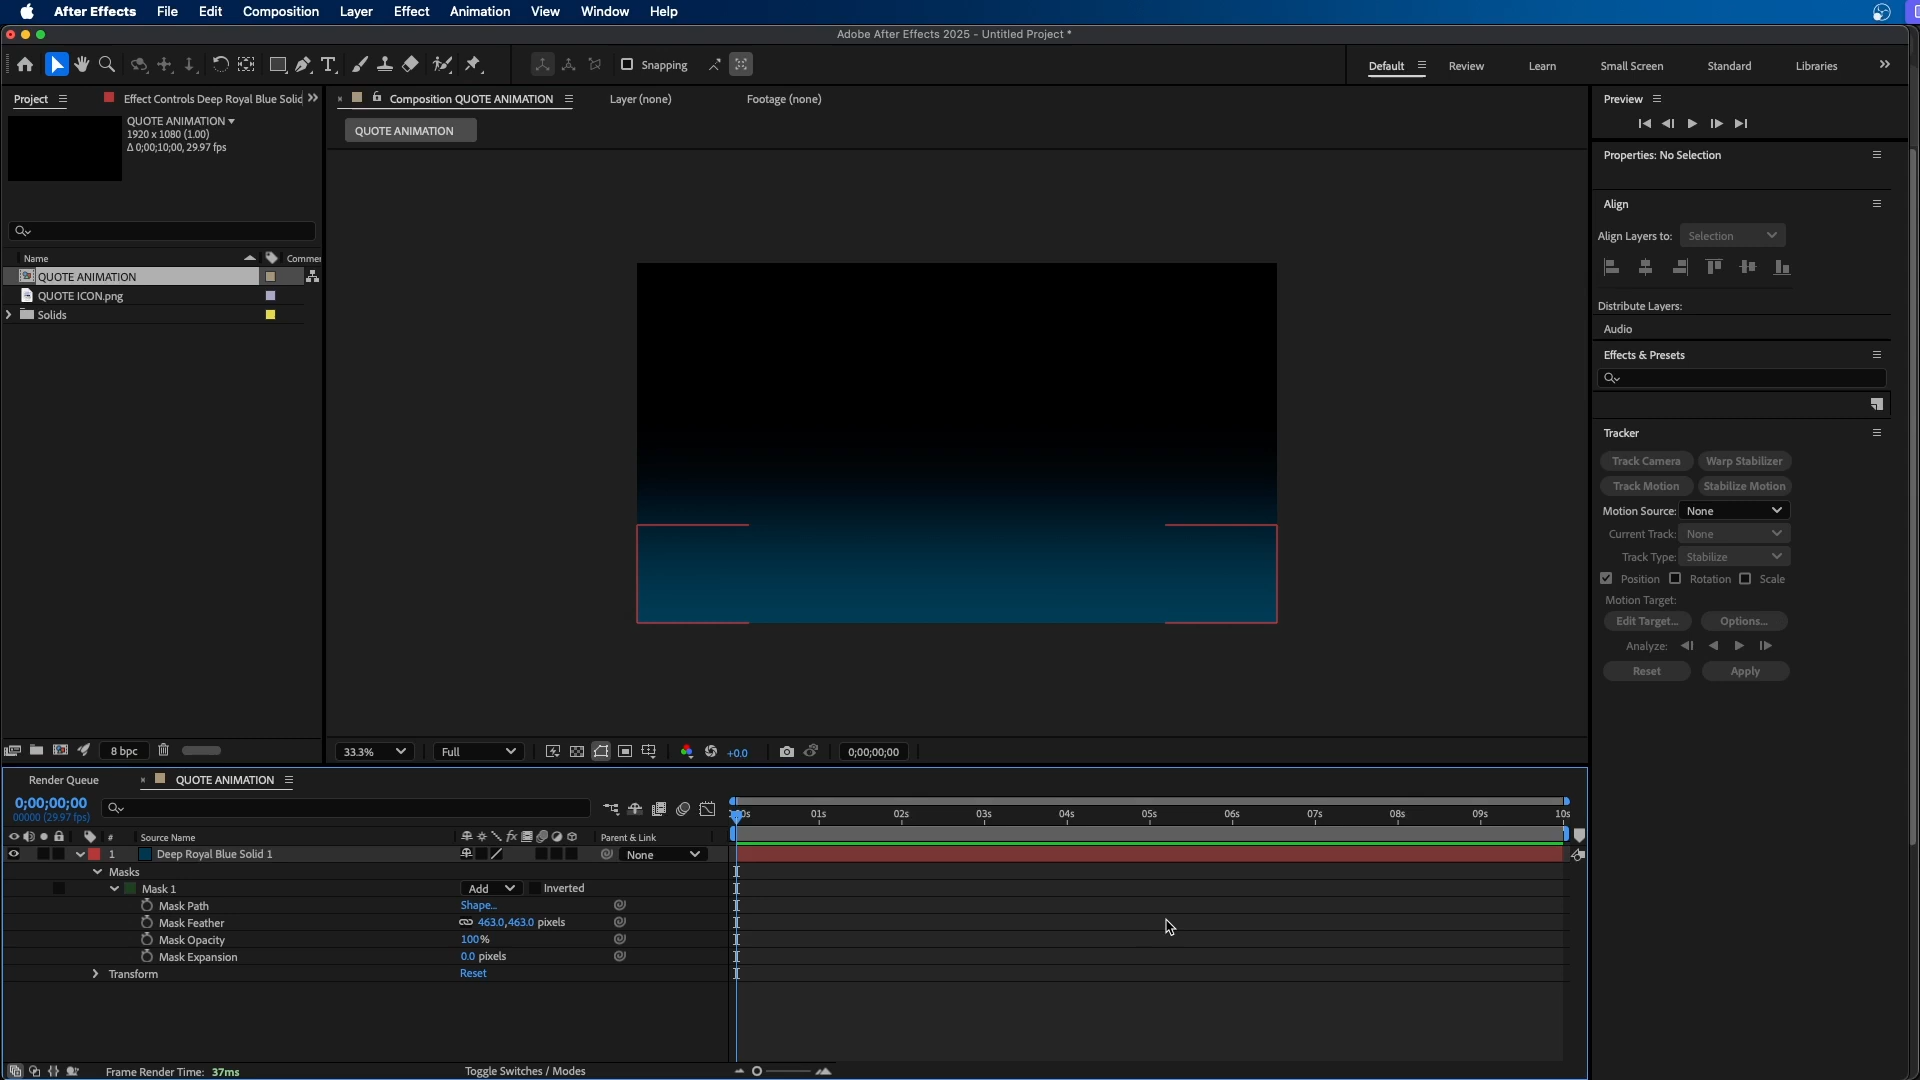 After Effects File Edit Composition Layer Effect Animation View Window Help
Adobe After Effects 2025 - Untitled Project *
Snapping
Default Review Learn Small Screen Standard Libraries
Project Effect Controls Deep Royal Blue Solid
Composition QUOTE ANIMATION Layer (none) Footage (none)
QUOTE ANIMATION
1920 x 1080 (1.00)
Δ 0;00;10;00, 29.97 fps
Name Comme
QUOTE ANIMATION
QUOTE ICON.png
Solids
8 bpc
QUOTE ANIMATION
33.3% Full +0.0 0;00;00;00
Preview
Properties: No Selection
Align
Align Layers to: Selection
Distribute Layers:
Audio
Effects & Presets
Tracker
Track Camera Warp Stabilizer
Track Motion Stabilize Motion
Motion Source: None
Current Track: None
Track Type: Stabilize
Position Rotation Scale
Motion Target:
Edit Target... Options...
Analyze:
Reset Apply
Render Queue QUOTE ANIMATION
0;00;00;00
00000 (29.97 fps)
01s 02s 03s 04s 05s 06s 07s 08s 09s 10s
# Source Name fx Parent & Link
1 Deep Royal Blue Solid 1 None
Masks
Mask 1 Add Inverted
Mask Path Shape...
Mask Feather 463.0,463.0 pixels
Mask Opacity 100%
Mask Expansion 0.0 pixels
Transform Reset
Frame Render Time: 37ms Toggle Switches / Modes